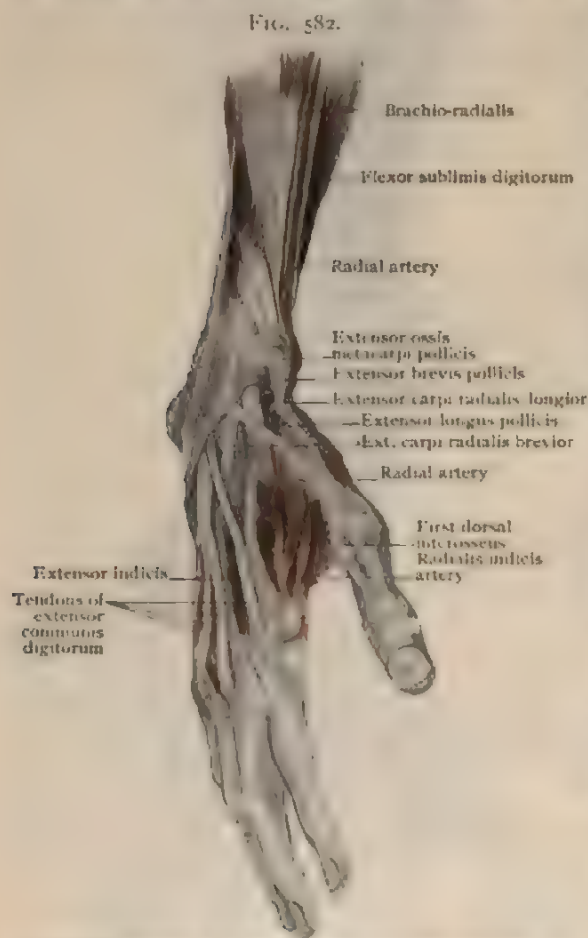 FIG. 582.
Brachio-radialis
Flexor sublimis digitorum
Radial artery
Extensor ossis
metacarpi pollicis
Extensor brevis pollicis
Extensor carpi radialis longior
Extensor longus pollicis
Ext. carpi radialis brevior
Radial artery
First dorsal
interosseus
Radialis indicis
artery
Extensor indicis
Tendons of
extensor
communis
digitorum